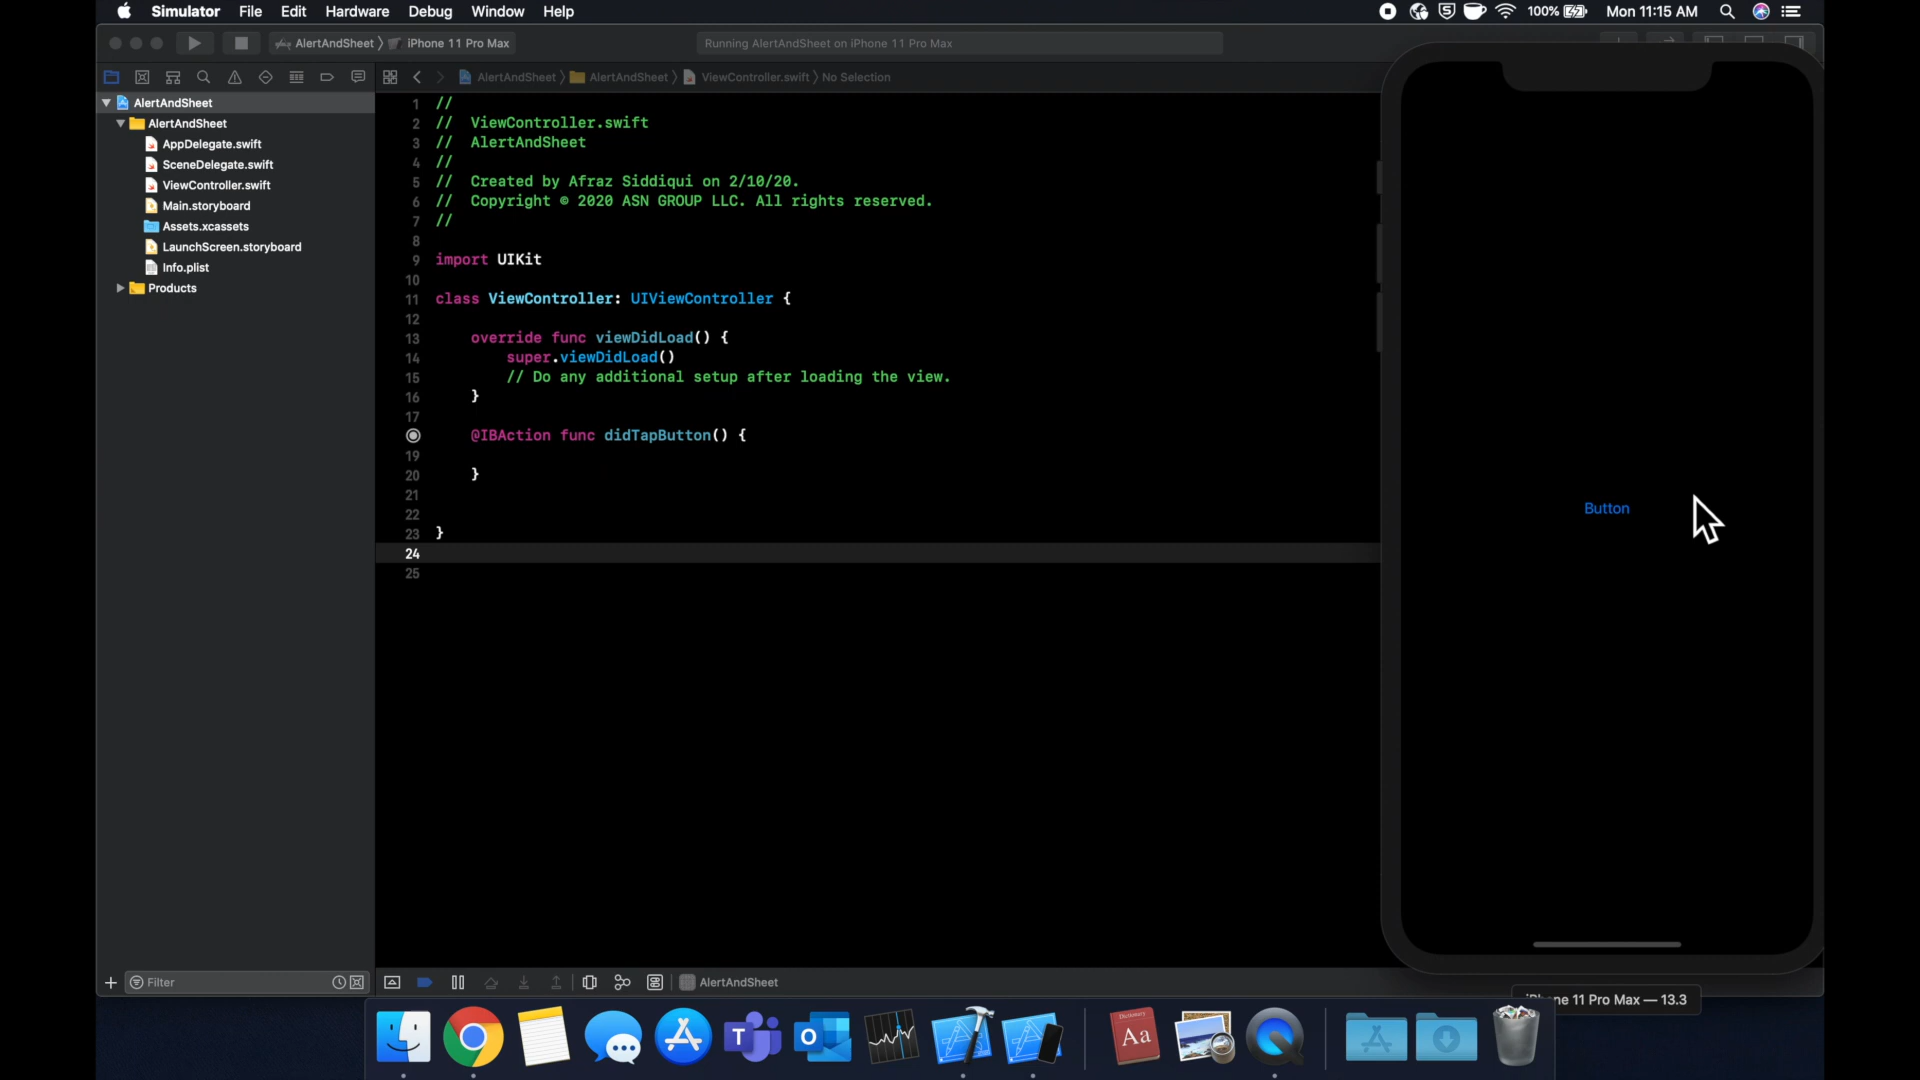 Simulator File Edit Hardware Debug Window Help
100% Mon 11:15 AM
AlertAndSheet iPhone 11 Pro Max
Running AlertAndSheet on iPhone 11 Pro Max
AlertAndSheet AlertAndSheet ViewController.swift No Selection
AlertAndSheet
AlertAndSheet
AppDelegate.swift
SceneDelegate.swift
ViewController.swift
Main.storyboard
Assets.xcassets
LaunchScreen.storyboard
Info.plist
Products
1 //
2 // ViewController.swift
3 // AlertAndSheet
4 //
5 // Created by Afraz Siddiqui on 2/10/20.
6 // Copyright © 2020 ASN GROUP LLC. All rights reserved.
7 //
8
9 import UIKit
10
11 class ViewController: UIViewController {
12
13 override func viewDidLoad() {
14 super.viewDidLoad()
15 // Do any additional setup after loading the view.
16 }
17
@IBAction func didTapButton() {
19
20 }
21
22
23 }
24
25
Button
Filter
AlertAndSheet
11 Pro Max — 13.3
T
O
Aa